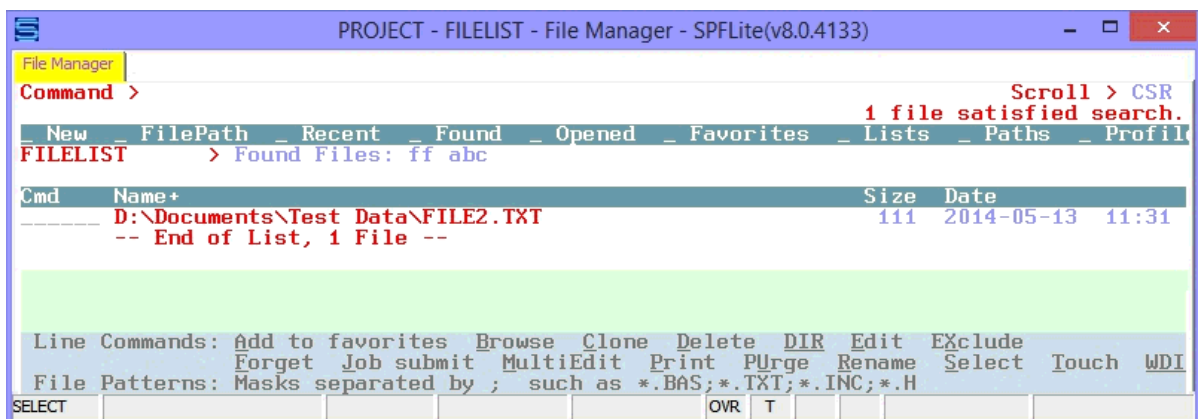 PROJECT - FILELIST - File Manager - SPFLite(v8.0.4133)
File Manager
Command > Scroll > CSR
1 file satisfied search.
_ New _ FilePath _ Recent _ Found _ Opened _ Favorites _ Lists _ Paths _ Profile
FILELIST > Found Files: ff abc
Cmd Name+ Size Date
______ D:\Documents\Test Data\FILE2.TXT 111 2014-05-13 11:31
-- End of List, 1 File --
Line Commands: Add to favorites Browse Clone Delete DIR Edit EXclude
Forget Job submit MultiEdit Print PUrge Rename Select Touch WDI
File Patterns: Masks separated by ; such as *.BAS;*.TXT;*.INC;*.H
SELECT OVR T